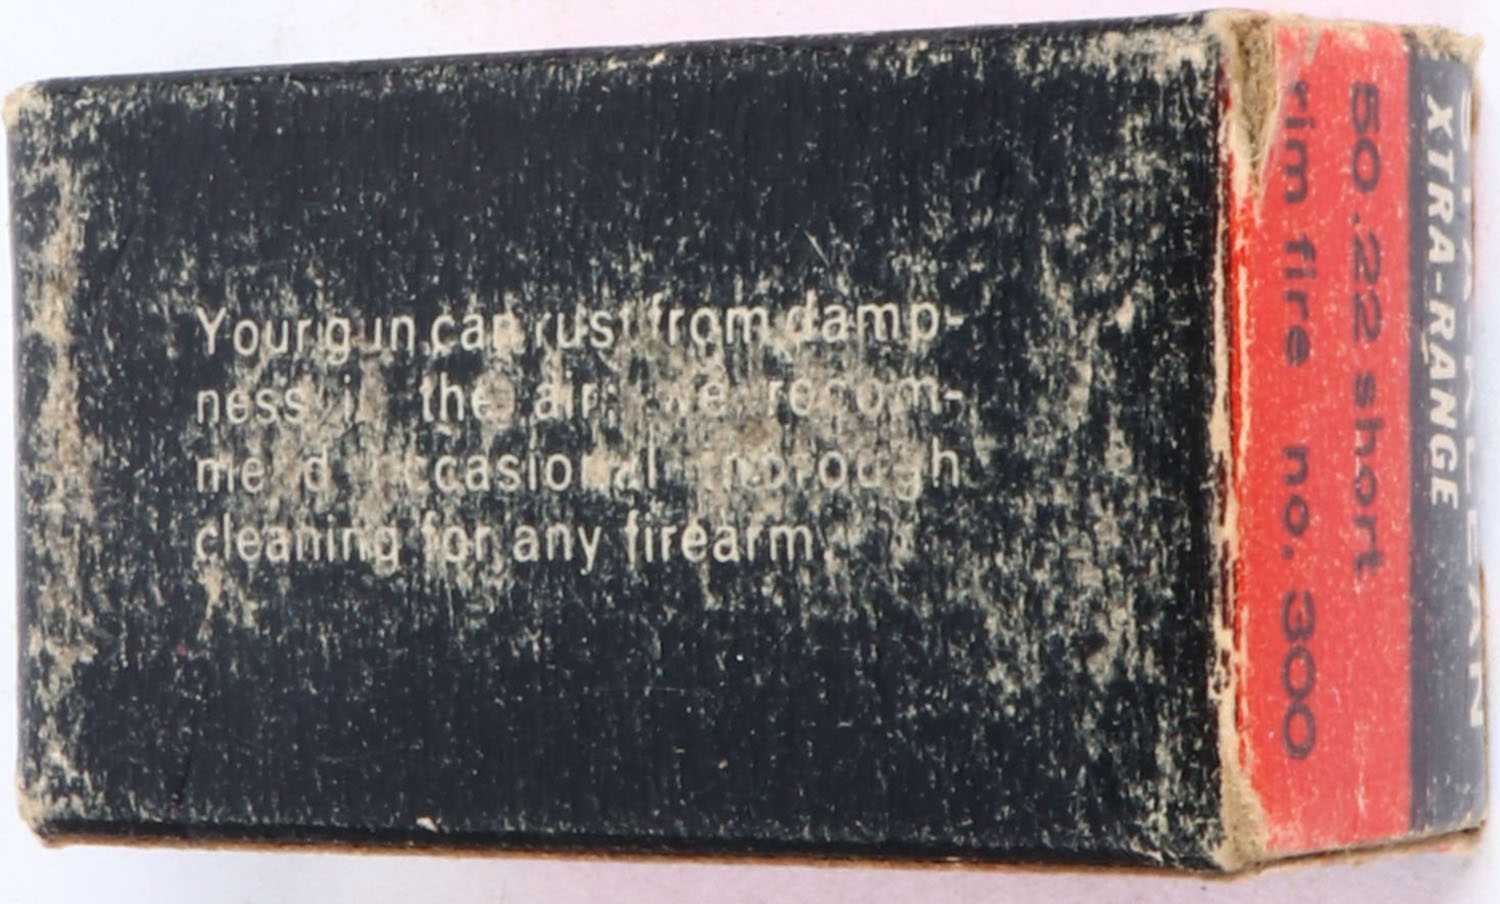 Your gun can rust from damp-
ness in the air. We recom-
mend occasional thorough
cleaning for any firearm.
50 .22 short
rim fire no. 300
XTRA-RANGE